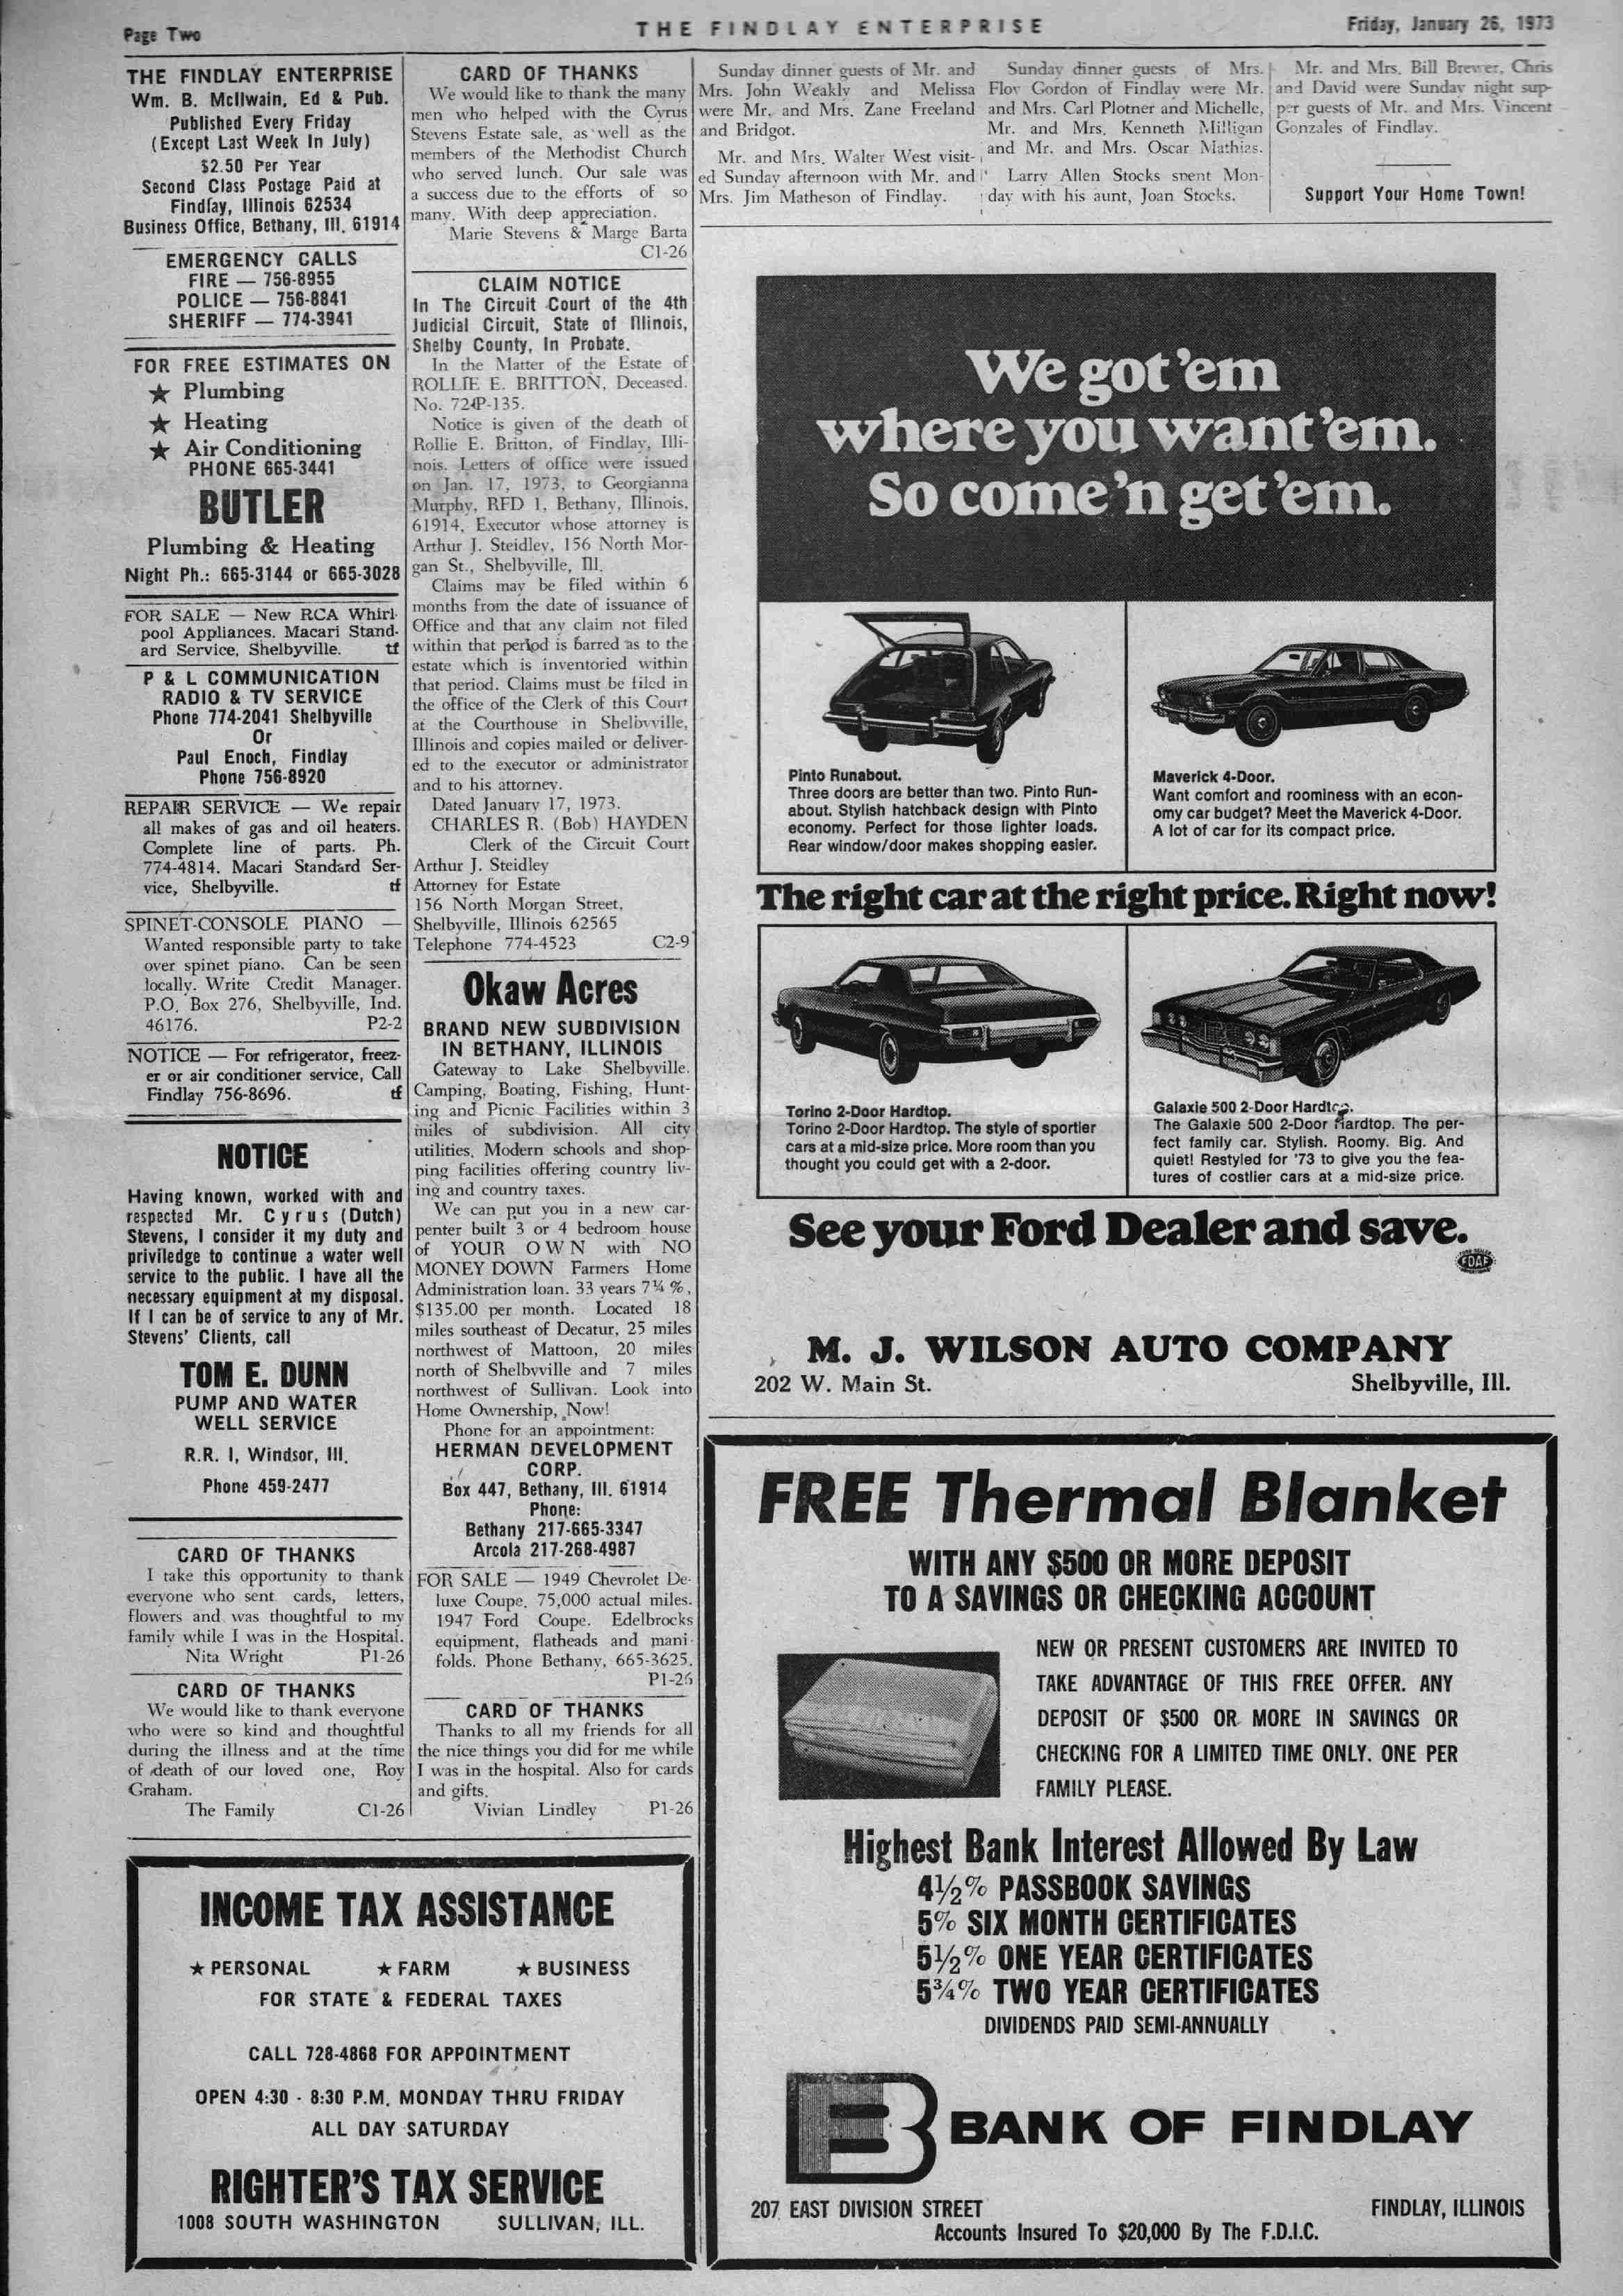 Page Two
THE FINDLAY ENTERPRISE
Friday, January 26, 1973
THE FINDLAY ENTERPRISE
Wm. B. McIlwain, Ed & Pub.
Published Every Friday
(Except Last Week In July)
$2.50 Per Year
Second Class Postage Paid at
Findlay, Illinois 62534
Business Office, Bethany, Ill. 61914
EMERGENCY CALLS
FIRE — 756-8955
POLICE — 756-8841
SHERIFF — 774-3941
FOR FREE ESTIMATES ON
★ Plumbing
★ Heating
★ Air Conditioning
PHONE 665-3441
BUTLER
Plumbing & Heating
Night Ph.: 665-3144 or 665-3028
FOR SALE — New RCA Whirl-
pool Appliances. Macari Stand-
ard Service, Shelbyville. tf
P & L COMMUNICATION
RADIO & TV SERVICE
Phone 774-2041 Shelbyville
Or
Paul Enoch, Findlay
Phone 756-8920
REPAIR SERVICE — We repair
all makes of gas and oil heaters.
Complete line of parts. Ph.
774-4814. Macari Standard Ser-
vice, Shelbyville. tf
SPINET-CONSOLE PIANO —
Wanted responsible party to take
over spinet piano. Can be seen
locally. Write Credit Manager.
P.O. Box 276, Shelbyville, Ind.
46176. P2-2
NOTICE — For refrigerator, freez-
er or air conditioner service, Call
Findlay 756-8696. tf
NOTICE
Having known, worked with and
respected Mr. Cyrus (Dutch)
Stevens, I consider it my duty and
priviledge to continue a water well
service to the public. I have all the
necessary equipment at my disposal.
If I can be of service to any of Mr.
Stevens' Clients, call
TOM E. DUNN
PUMP AND WATER
WELL SERVICE
R.R. I, Windsor, Ill.
Phone 459-2477
CARD OF THANKS
I take this opportunity to thank
everyone who sent cards, letters,
flowers and was thoughtful to my
family while I was in the Hospital.
Nita Wright P1-26
CARD OF THANKS
We would like to thank everyone
who were so kind and thoughtful
during the illness and at the time
of death of our loved one, Roy
Graham.
The Family C1-26
CARD OF THANKS
We would like to thank the many
men who helped with the Cyrus
Stevens Estate sale, as well as the
members of the Methodist Church
who served lunch. Our sale was
a success due to the efforts of so
many. With deep appreciation.
Marie Stevens & Marge Barta
C1-26
CLAIM NOTICE
In The Circuit Court of the 4th
Judicial Circuit, State of Illinois,
Shelby County, In Probate.
In the Matter of the Estate of
ROLLIE E. BRITTON, Deceased.
No. 72-P-135.
Notice is given of the death of
Rollie E. Britton, of Findlay, Illi-
nois. Letters of office were issued
on Jan. 17, 1973, to Georgianna
Murphy, RFD 1, Bethany, Illinois,
61914, Executor whose attorney is
Arthur J. Steidley, 156 North Mor-
gan St., Shelbyville, Ill.
Claims may be filed within 6
months from the date of issuance of
Office and that any claim not filed
within that period is barred as to the
estate which is inventoried within
that period. Claims must be filed in
the office of the Clerk of this Court
at the Courthouse in Shelbyville,
Illinois and copies mailed or deliver-
ed to the executor or administrator
and to his attorney.
Dated January 17, 1973.
CHARLES R. (Bob) HAYDEN
Clerk of the Circuit Court
Arthur J. Steidley
Attorney for Estate
156 North Morgan Street,
Shelbyville, Illinois 62565
Telephone 774-4523 C2-9
Okaw Acres
BRAND NEW SUBDIVISION
IN BETHANY, ILLINOIS
Gateway to Lake Shelbyville.
Camping, Boating, Fishing, Hunt-
ing and Picnic Facilities within 3
miles of subdivision. All city
utilities. Modern schools and shop-
ping facilities offering country liv-
ing and country taxes.
We can put you in a new car-
penter built 3 or 4 bedroom house
of YOUR OWN with NO
MONEY DOWN Farmers Home
Administration loan. 33 years 7¼ %,
$135.00 per month. Located 18
miles southeast of Decatur, 25 miles
northwest of Mattoon, 20 miles
north of Shelbyville and 7 miles
northwest of Sullivan. Look into
Home Ownership, Now!
Phone for an appointment:
HERMAN DEVELOPMENT
CORP.
Box 447, Bethany, Ill. 61914
Phone:
Bethany 217-665-3347
Arcola 217-268-4987
FOR SALE — 1949 Chevrolet De-
luxe Coupe, 75,000 actual miles.
1947 Ford Coupe. Edelbrocks
equipment, flatheads and mani-
folds. Phone Bethany, 665-3625.
P1-26
CARD OF THANKS
Thanks to all my friends for all
the nice things you did for me while
I was in the hospital. Also for cards
and gifts.
Vivian Lindley P1-26
INCOME TAX ASSISTANCE
★ PERSONAL ★ FARM ★ BUSINESS
FOR STATE & FEDERAL TAXES
CALL 728-4868 FOR APPOINTMENT
OPEN 4:30 - 8:30 P.M. MONDAY THRU FRIDAY
ALL DAY SATURDAY
RIGHTER'S TAX SERVICE
1008 SOUTH WASHINGTON SULLIVAN, ILL.
Sunday dinner guests of Mr. and
Mrs. John Weakly and Melissa
were Mr. and Mrs. Zane Freeland
and Bridgot.
Mr. and Mrs. Walter West visit-
ed Sunday afternoon with Mr. and
Mrs. Jim Matheson of Findlay.
Sunday dinner guests of Mrs.
Floy Gordon of Findlay were Mr.
and Mrs. Carl Plotner and Michelle,
Mr. and Mrs. Kenneth Milligan
and Mr. and Mrs. Oscar Mathias.
Larry Allen Stocks spent Mon-
day with his aunt, Joan Stocks.
Mr. and Mrs. Bill Brewer, Chris
and David were Sunday night sup-
per guests of Mr. and Mrs. Vincent
Gonzales of Findlay.
Support Your Home Town!
We got 'em
where you want 'em.
So come 'n get 'em.
Pinto Runabout.
Three doors are better than two. Pinto Run-
about. Stylish hatchback design with Pinto
economy. Perfect for those lighter loads.
Rear window/door makes shopping easier.
Maverick 4-Door.
Want comfort and roominess with an econ-
omy car budget? Meet the Maverick 4-Door.
A lot of car for its compact price.
The right car at the right price. Right now!
Torino 2-Door Hardtop.
Torino 2-Door Hardtop. The style of sportier
cars at a mid-size price. More room than you
thought you could get with a 2-door.
Galaxie 500 2-Door Hardtop.
The Galaxie 500 2-Door Hardtop. The per-
fect family car. Stylish. Roomy. Big. And
quiet! Restyled for '73 to give you the fea-
tures of costlier cars at a mid-size price.
See your Ford Dealer and save.
FDAF
M. J. WILSON AUTO COMPANY
202 W. Main St. Shelbyville, Ill.
FREE Thermal Blanket
WITH ANY $500 OR MORE DEPOSIT
TO A SAVINGS OR CHECKING ACCOUNT
NEW OR PRESENT CUSTOMERS ARE INVITED TO
TAKE ADVANTAGE OF THIS FREE OFFER. ANY
DEPOSIT OF $500 OR MORE IN SAVINGS OR
CHECKING FOR A LIMITED TIME ONLY. ONE PER
FAMILY PLEASE.
Highest Bank Interest Allowed By Law
4½% PASSBOOK SAVINGS
5% SIX MONTH CERTIFICATES
5½% ONE YEAR CERTIFICATES
5¾% TWO YEAR CERTIFICATES
DIVIDENDS PAID SEMI-ANNUALLY
BANK OF FINDLAY
207 EAST DIVISION STREET FINDLAY, ILLINOIS
Accounts Insured To $20,000 By The F.D.I.C.